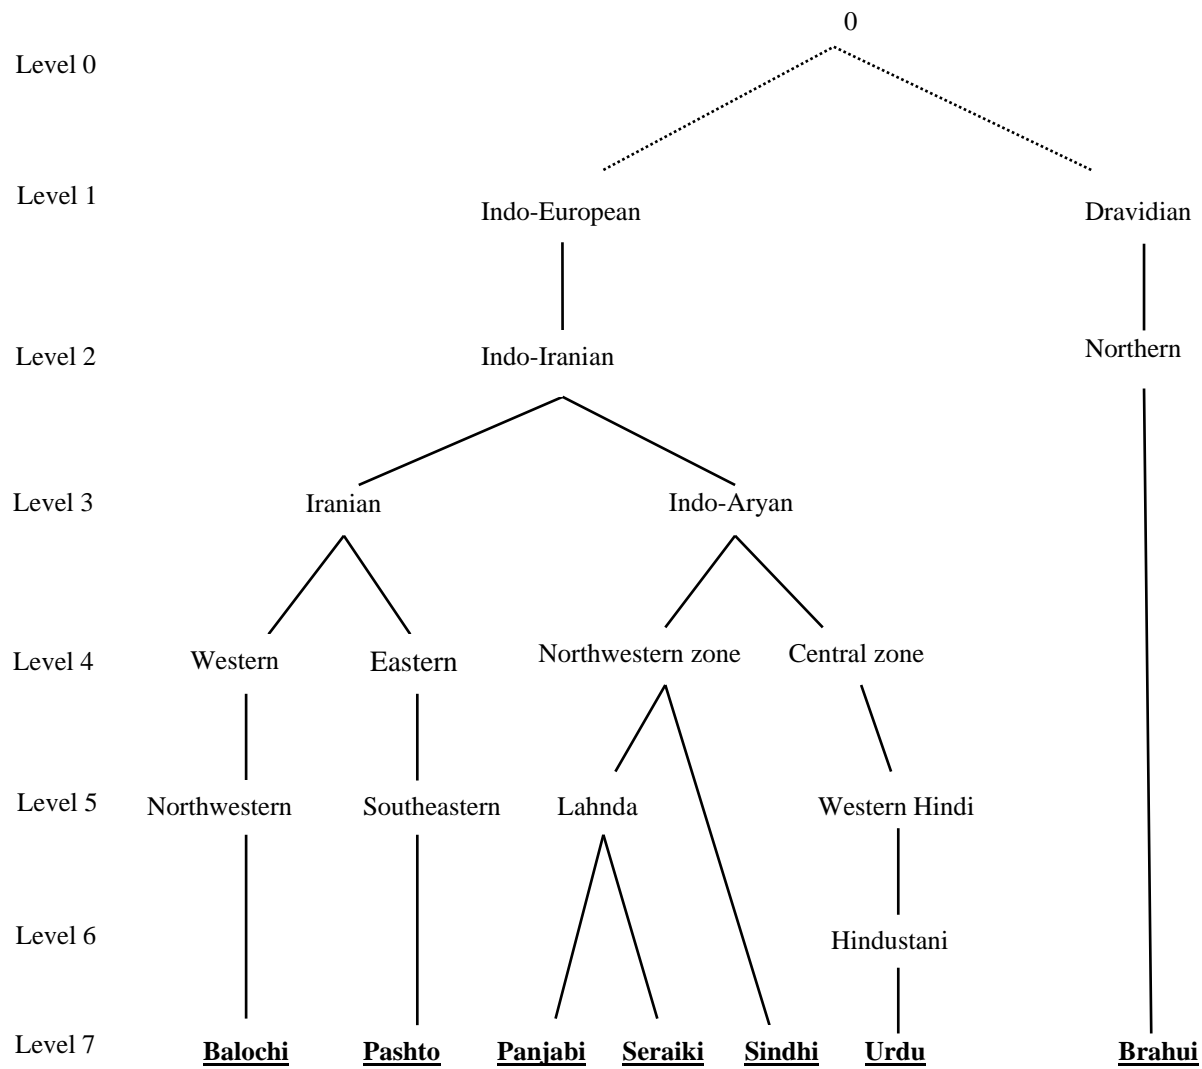 0
Level 0
Level 1
Indo-European
Dravidian
Level 2
Indo-Iranian
Northern
Level 3
Iranian
Indo-Aryan
Level 4
Western
Eastern
Northwestern zone
Central zone
Level 5
Northwestern
Southeastern
Lahnda
Western Hindi
Level 6
Hindustani
Level 7
Balochi
Pashto
Panjabi
Seraiki
Sindhi
Urdu
Brahui